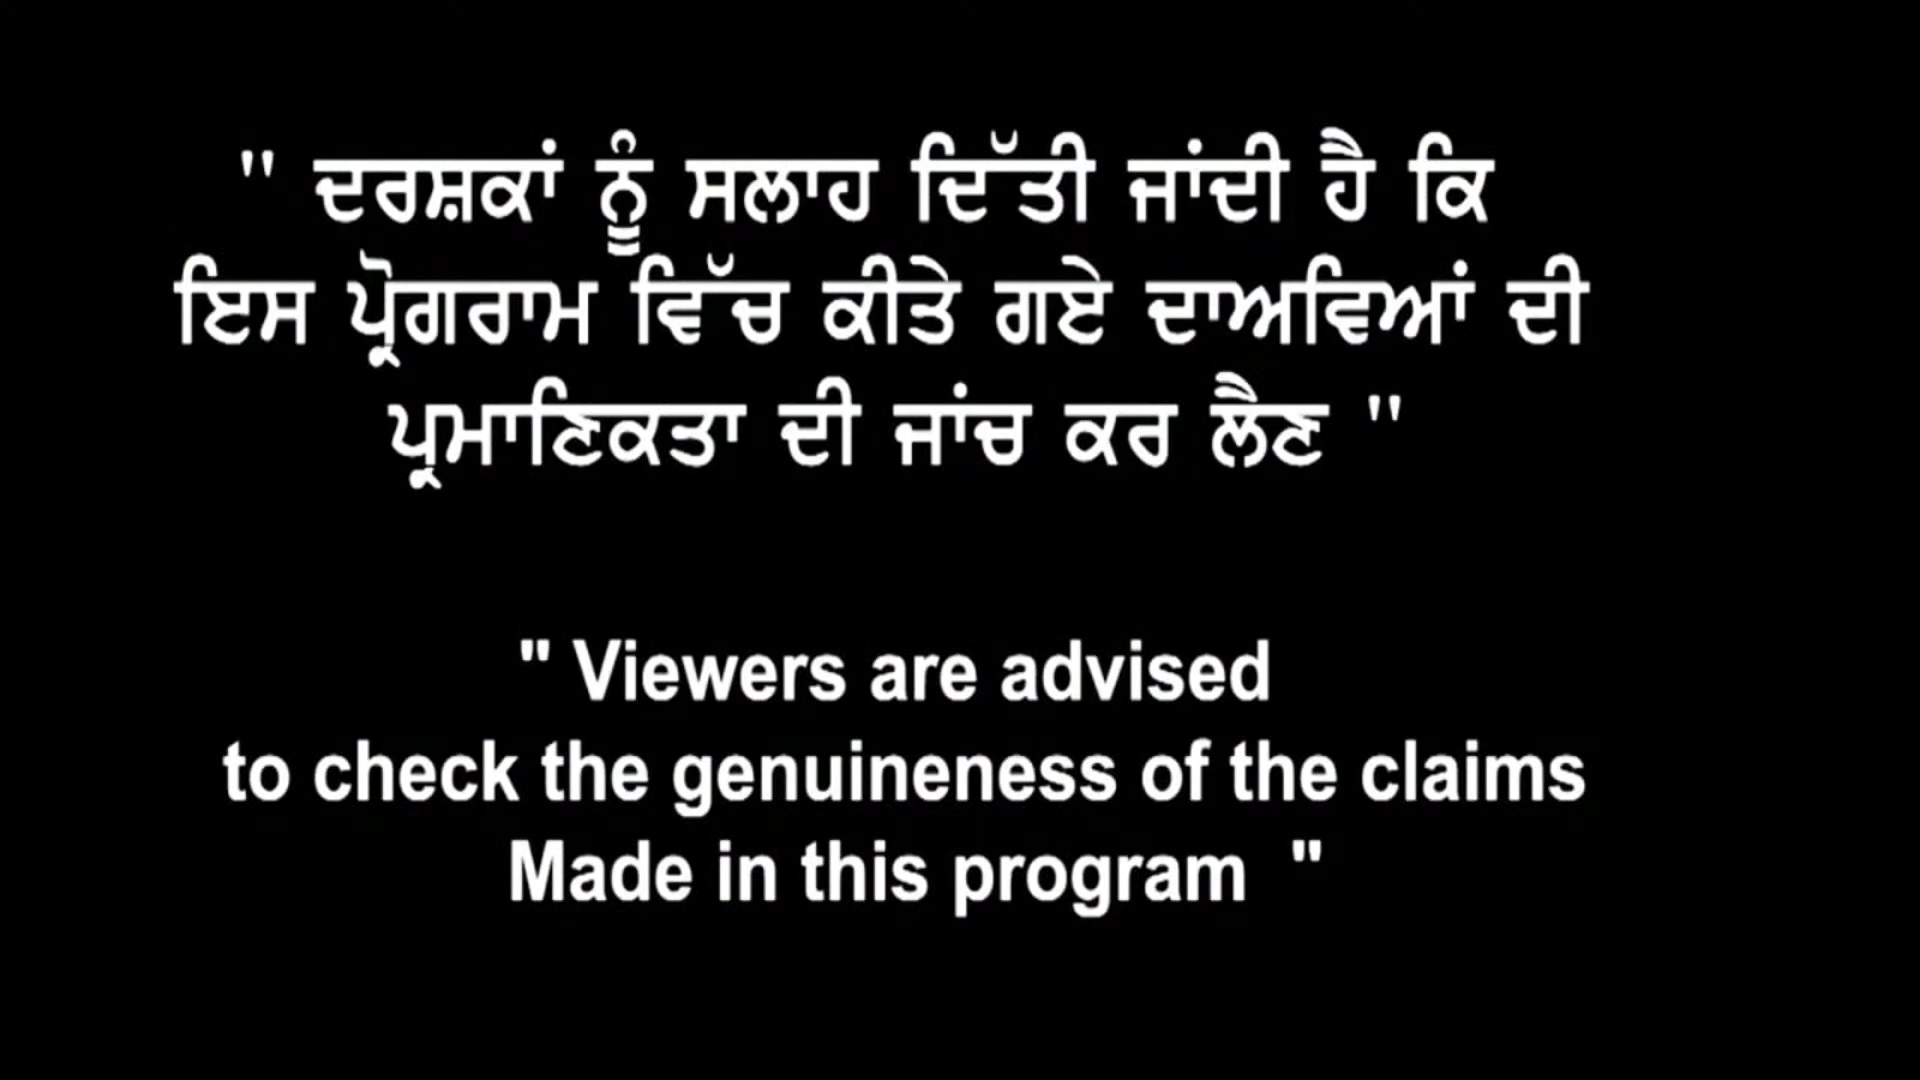 " ਦਰਸ਼ਕਾਂ ਨੂੰ ਸਲਾਹ ਦਿੱਤੀ ਜਾਂਦੀ ਹੈ ਕਿ
ਇਸ ਪ੍ਰੋਗਰਾਮ ਵਿੱਚ ਕੀਤੇ ਗਏ ਦਾਅਵਿਆਂ ਦੀ
ਪ੍ਰਮਾਣਿਕਤਾ ਦੀ ਜਾਂਚ ਕਰ ਲੈਣ "
" Viewers are advised
to check the genuineness of the claims
Made in this program "